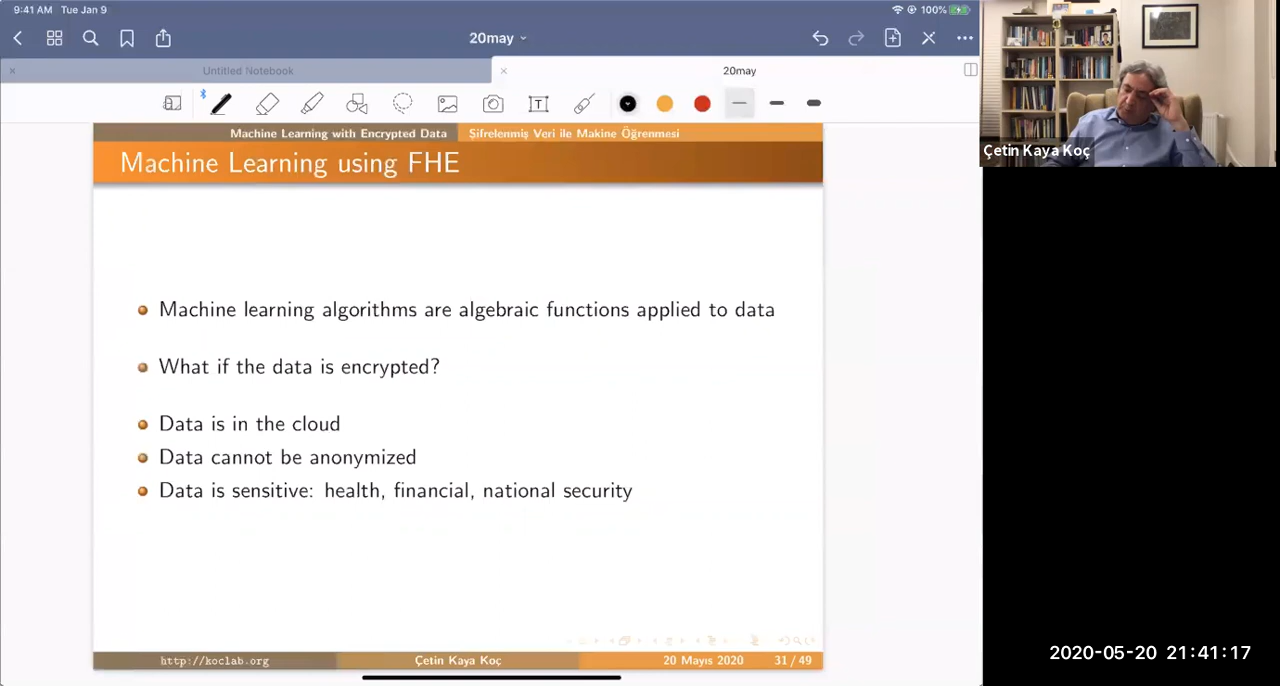 9:41 AM Tue Jan 9
100%
20may
Untitled Notebook
20may
T
Machine Learning with Encrypted Data
Şifrelenmiş Veri ile Makine Öğrenmesi
Machine Learning using FHE
Machine learning algorithms are algebraic functions applied to data
What if the data is encrypted?
Data is in the cloud
Data cannot be anonymized
Data is sensitive: health, financial, national security
http://koclab.org
Çetin Kaya Koç
20 Mayıs 2020
31 / 49
Çetin Kaya Koç
2020-05-20 21:41:17